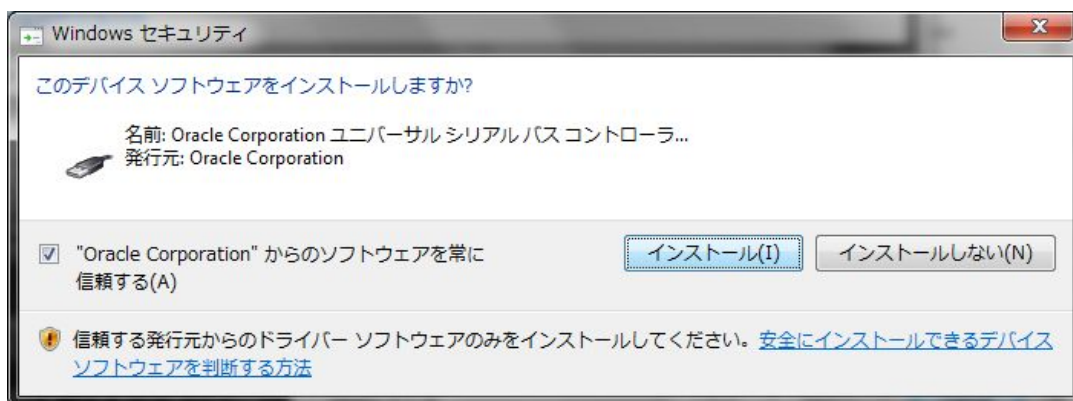 Windows セキュリティ
このデバイス ソフトウェアをインストールしますか?
名前: Oracle Corporation ユニバーサル シリアル バス コントローラ...
発行元: Oracle Corporation
"Oracle Corporation" からのソフトウェアを常に
信頼する(A)
インストール(I)
インストールしない(N)
信頼する発行元からのドライバー ソフトウェアのみをインストールしてください。安全にインストールできるデバイス
ソフトウェアを判断する方法